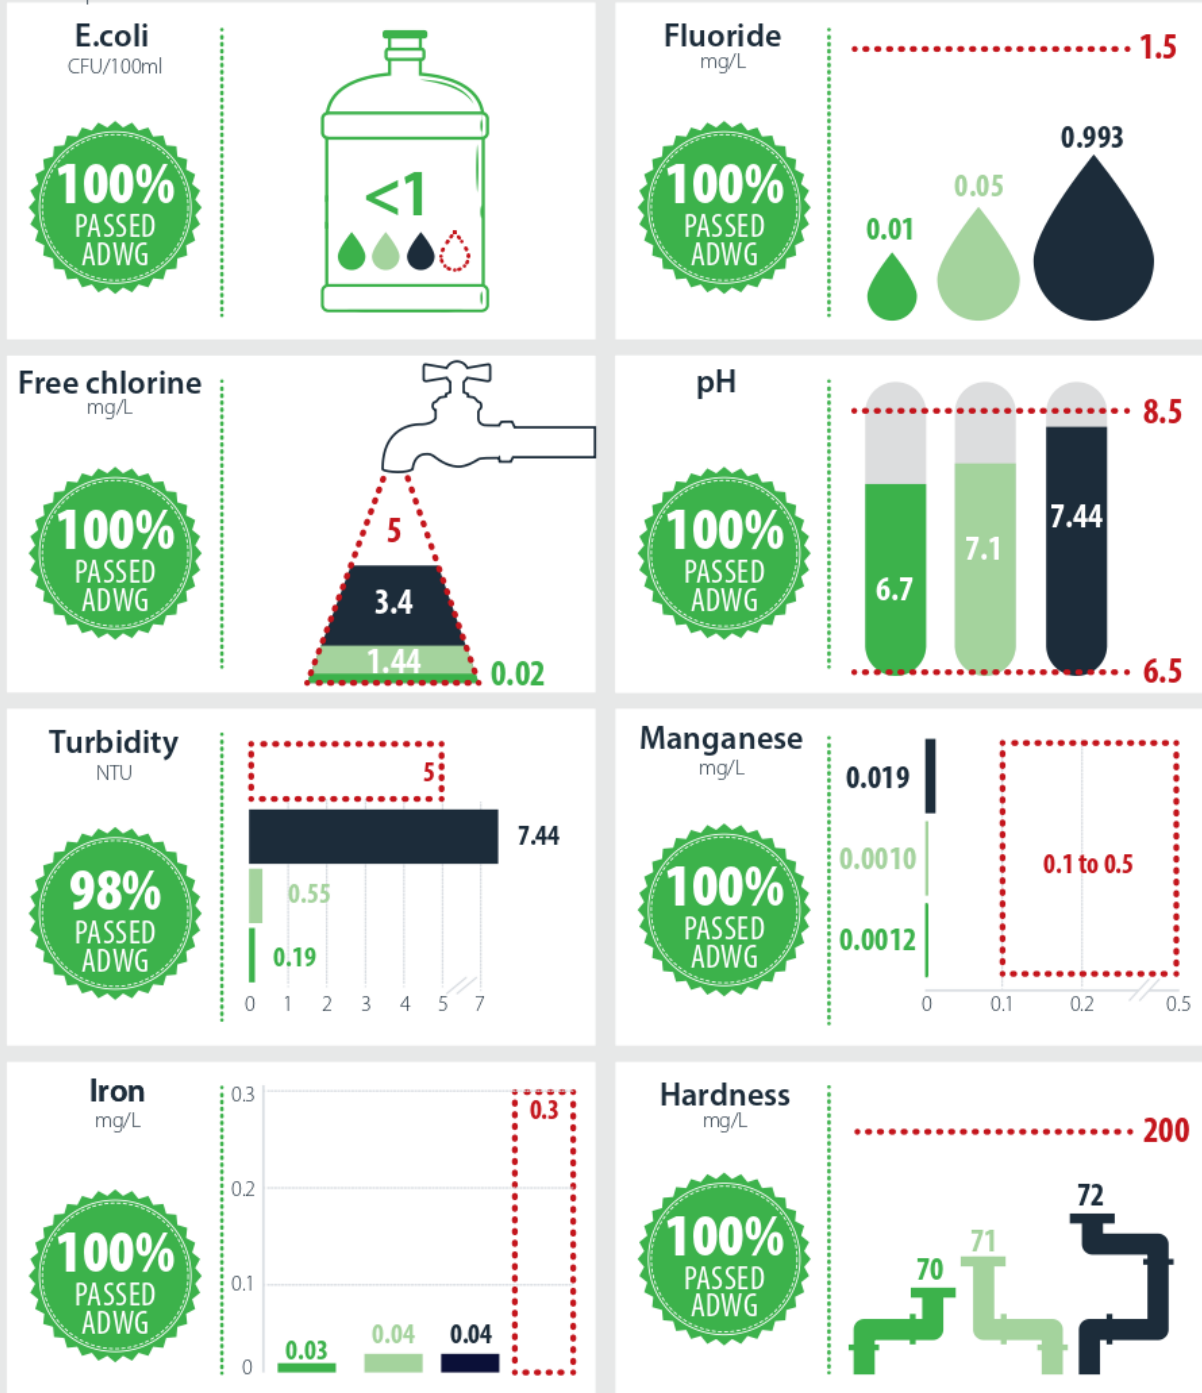 E.coli
CFU/100ml
100%
PASSED
ADWG
<1
Fluoride
mg/L
100%
PASSED
ADWG
1.5
0.993
0.05
0.01
Free chlorine
mg/L
100%
PASSED
ADWG
5
3.4
1.44
0.02
pH
100%
PASSED
ADWG
8.5
7.44
7.1
6.7
6.5
Turbidity
NTU
98%
PASSED
ADWG
5
7.44
0.55
0.19
0 1 2 3 4 5 7
Manganese
mg/L
100%
PASSED
ADWG
0.019
0.0010
0.1 to 0.5
0.0012
0 0.1 0.2 0.5
Iron
mg/L
100%
PASSED
ADWG
0.3
0.3
0.2
0.1
0.03
0.04
0.04
0
Hardness
mg/L
100%
PASSED
ADWG
200
72
71
70